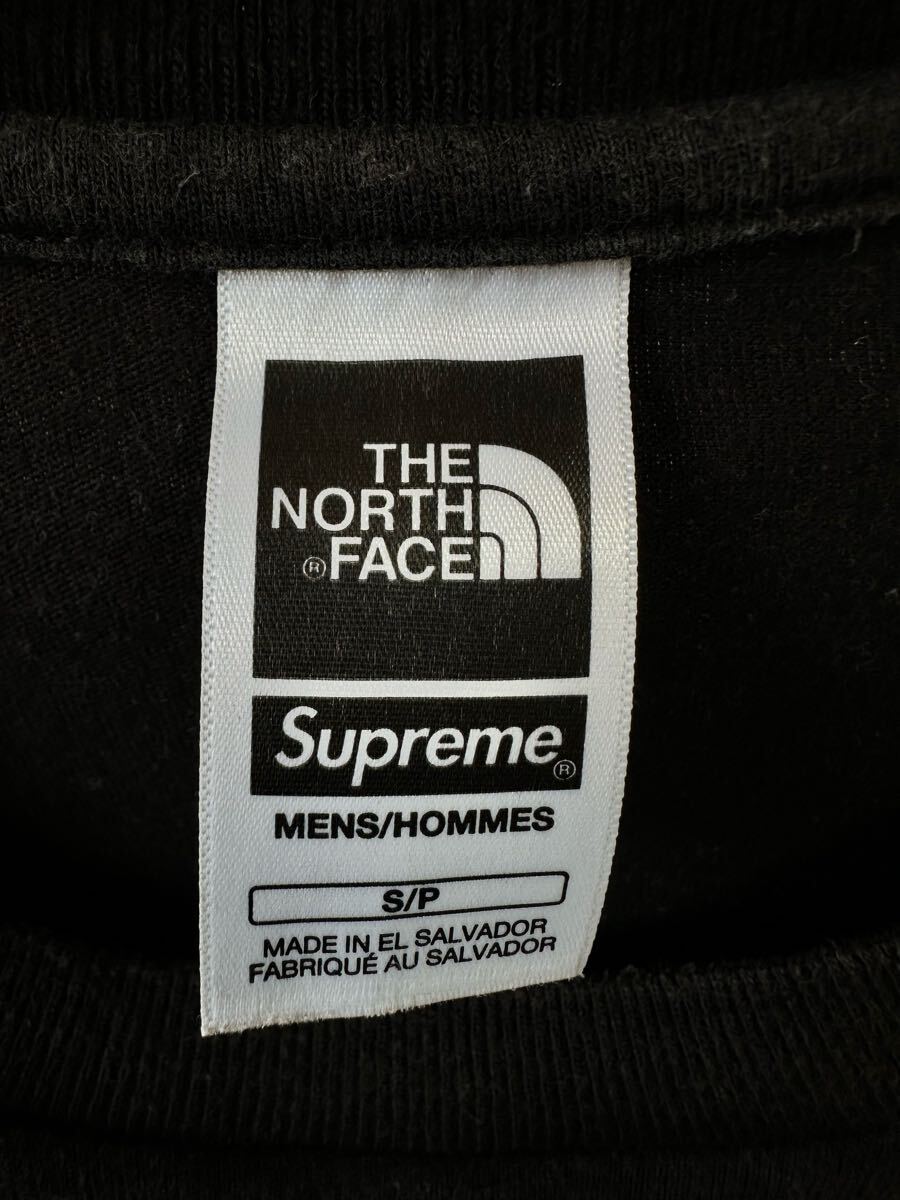 THE
NORTH
® FACE
Supreme ®
MENS/HOMMES
S/P
MADE IN EL SALVADOR
FABRIQUÉ AU SALVADOR